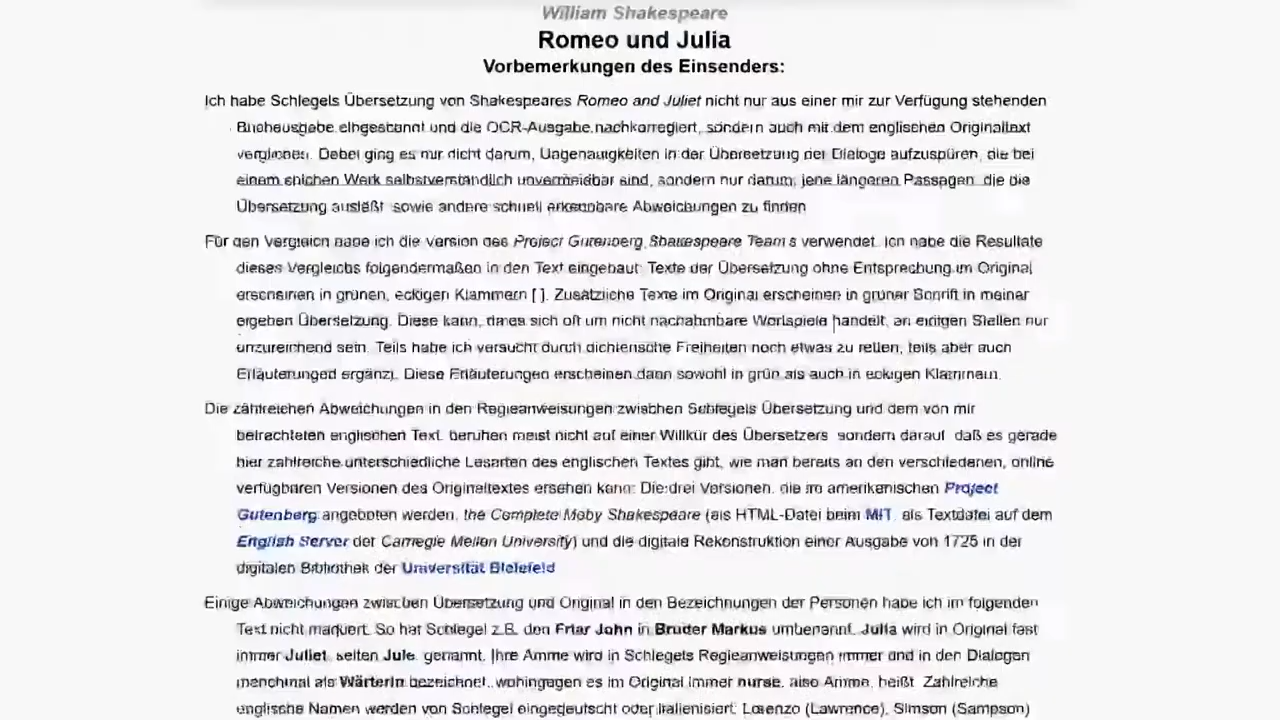 William Shakespeare
Romeo und Julia
Vorbemerkungen des Einsenders:
Ich habe Schlegels Übersetzung von Shakespeares Romeo and Juliet nicht nur aus einer mir zur Verfügung stehenden
Buchausgabe eingescannt und die OCR-Ausgabe nachkorregiert, sondern auch mit dem englischen Originaltext
verglichen. Dabei ging es mir nicht darum, Ungenauigkeiten in der Übersetzung der Dialoge aufzuspüren, die bei
einem solchen Werk selbstverständlich unvermeidbar sind, sondern nur darum, jene längeren Passagen, die die
Übersetzung ausläßt sowie andere schnell erkennbare Abweichungen zu finden
Für den Vergleich habe ich die Version des Project Gutenberg Shakespeare Team's verwendet. Ich habe die Resultate
dieses Vergleichs folgendermaßen in den Text eingebaut: Texte der Übersetzung ohne Entsprechung im Original
erscheinen in grünen, eckigen Klammern [ ]. Zusätzliche Texte im Original erscheinen in grüner Schrift in meiner
eigenen Übersetzung. Diese kann, da es sich oft um nicht nachahmbare Wortspiele handelt, an einigen Stellen nur
unzureichend sein. Teils habe ich versucht durch dichterische Freiheiten noch etwas zu retten, teils aber auch
Erläuterungen ergänzt. Diese Erläuterungen erscheinen dann sowohl in grün als auch in eckigen Klammern.
Die zahlreichen Abweichungen in den Regieanweisungen zwischen Schlegels Übersetzung und dem von mir
betrachteten englischen Text beruhen meist nicht auf einer Willkür des Übersetzers sondern darauf, daß es gerade
hier zahlreiche unterschiedliche Lesarten des englischen Textes gibt, wie man bereits an den verschiedenen, online
verfügbaren Versionen des Originaltextes ersehen kann: Die drei Versionen, die im amerikanischen Project
Gutenberg angeboten werden, the Complete Moby Shakespeare (als HTML-Datei beim MIT, als Textdatei auf dem
English Server der Carnegie Mellon University) und die digitale Rekonstruktion einer Ausgabe von 1725 in der
digitalen Bibliothek der Universität Bielefeld
Einige Abweichungen zwischen Übersetzung und Original in den Bezeichnungen der Personen habe ich im folgenden
Text nicht markiert. So hat Schlegel z.B. den Friar John in Bruder Markus umbenannt. Julia wird in Original fast
immer Juliet, selten Jule genannt. Ihre Amme wird in Schlegels Regieanweisungen immer und in den Dialogen
manchmal als Wärterin bezeichnet, wohingegen es im Original immer nurse, also Amme, heißt. Zahlreiche
englische Namen werden von Schlegel eingedeutscht oder italienisiert: Lorenzo (Lawrence), Simson (Sampson)